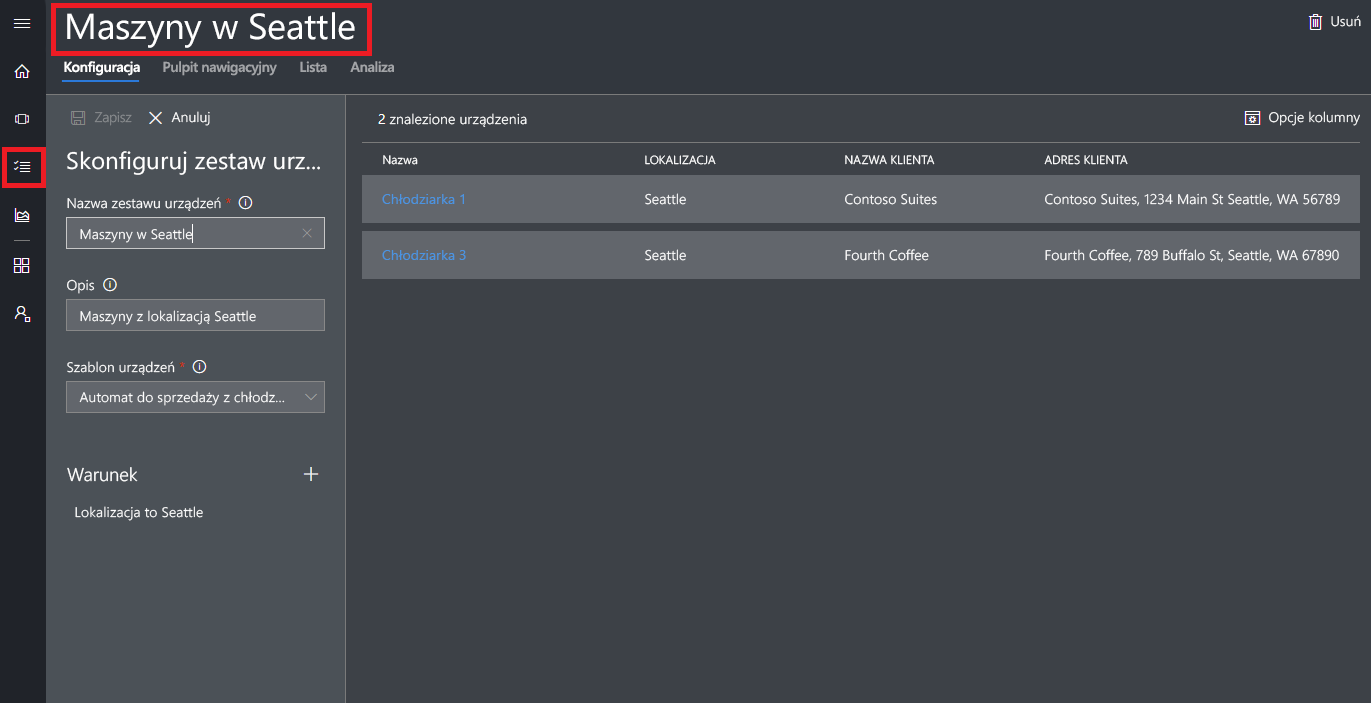 Maszyny w Seattle
Usuń
Konfiguracja Pulpit nawigacyjny Lista Analiza
Zapisz Anuluj
Skonfiguruj zestaw urz...
Nazwa zestawu urządzeń *
Maszyny w Seattle
Opis
Maszyny z lokalizacją Seattle
Szablon urządzeń *
Automat do sprzedaży z chłodz...
Warunek
Lokalizacja to Seattle
2 znalezione urządzenia
Opcje kolumny
Nazwa LOKALIZACJA NAZWA KLIENTA ADRES KLIENTA
Chłodziarka 1 Seattle Contoso Suites Contoso Suites, 1234 Main St Seattle, WA 56789
Chłodziarka 3 Seattle Fourth Coffee Fourth Coffee, 789 Buffalo St, Seattle, WA 67890